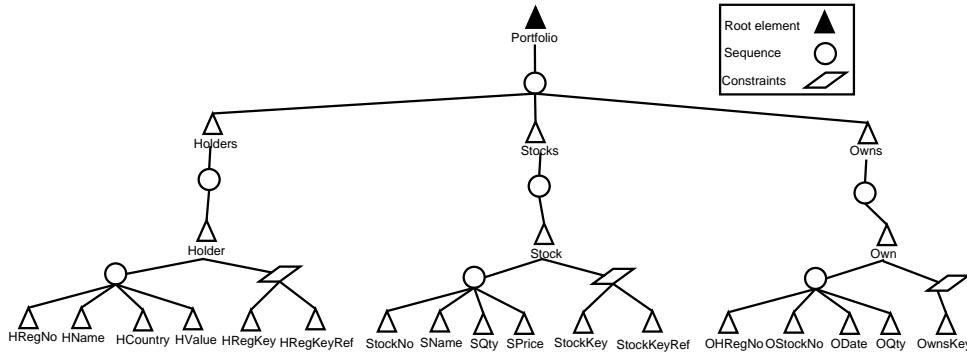 Portfolio
Root element
Sequence
Constraints
Holders
Stocks
Owns
Holder
Stock
Own
HRegNo HName HCountry HValue HRegKey HRegKeyRef
StockNo SName SQty SPrice StockKey StockKeyRef
OHRegNo OStockNo ODate OQty OwnsKey